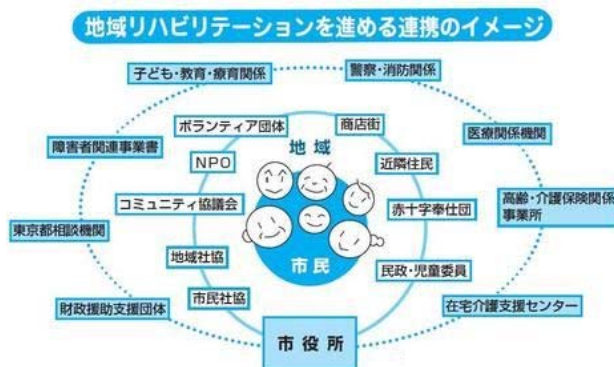 地域リハビリテーションを進める連携のイメージ
子ども・教育・療育関係
警察・消防関係
ボランティア団体
商店街
障害者関連事業書
地域
医療関係機関
NPO
近隣住民
コミュニティ協議会
赤十字奉仕団
高齢・介護保険関係
事業所
東京都相談機関
地域社協
市民
民政・児童委員
財政援助支援団体
市民社協
在宅介護支援センター
市役所